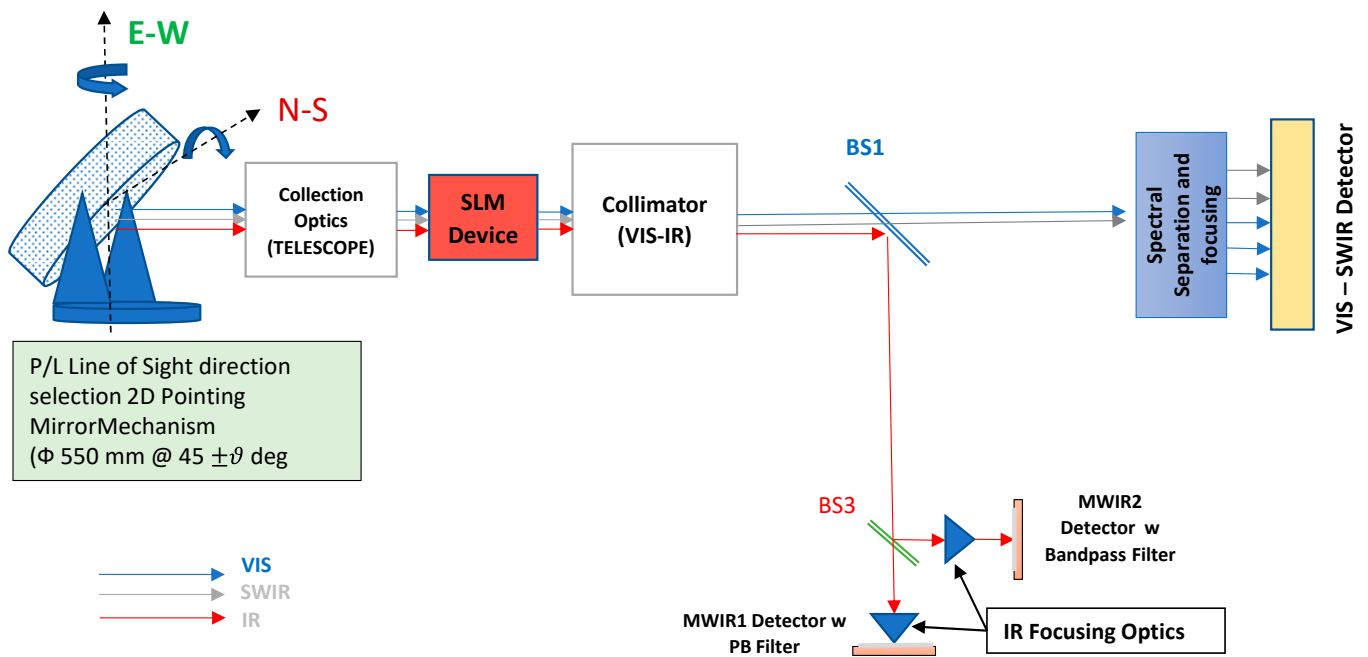 E-W
N-S
Collection
Optics
(TELESCOPE)
SLM
Device
Collimator
(VIS-IR)
BS1
Spectral
Separation and
focusing
VIS – SWIR Detector
P/L Line of Sight direction
selection 2D Pointing
MirrorMechanism
(Φ 550 mm @ 45 ±ϑ deg
BS3
MWIR2
Detector w
Bandpass Filter
VIS
SWIR
IR
MWIR1 Detector w
PB Filter
IR Focusing Optics